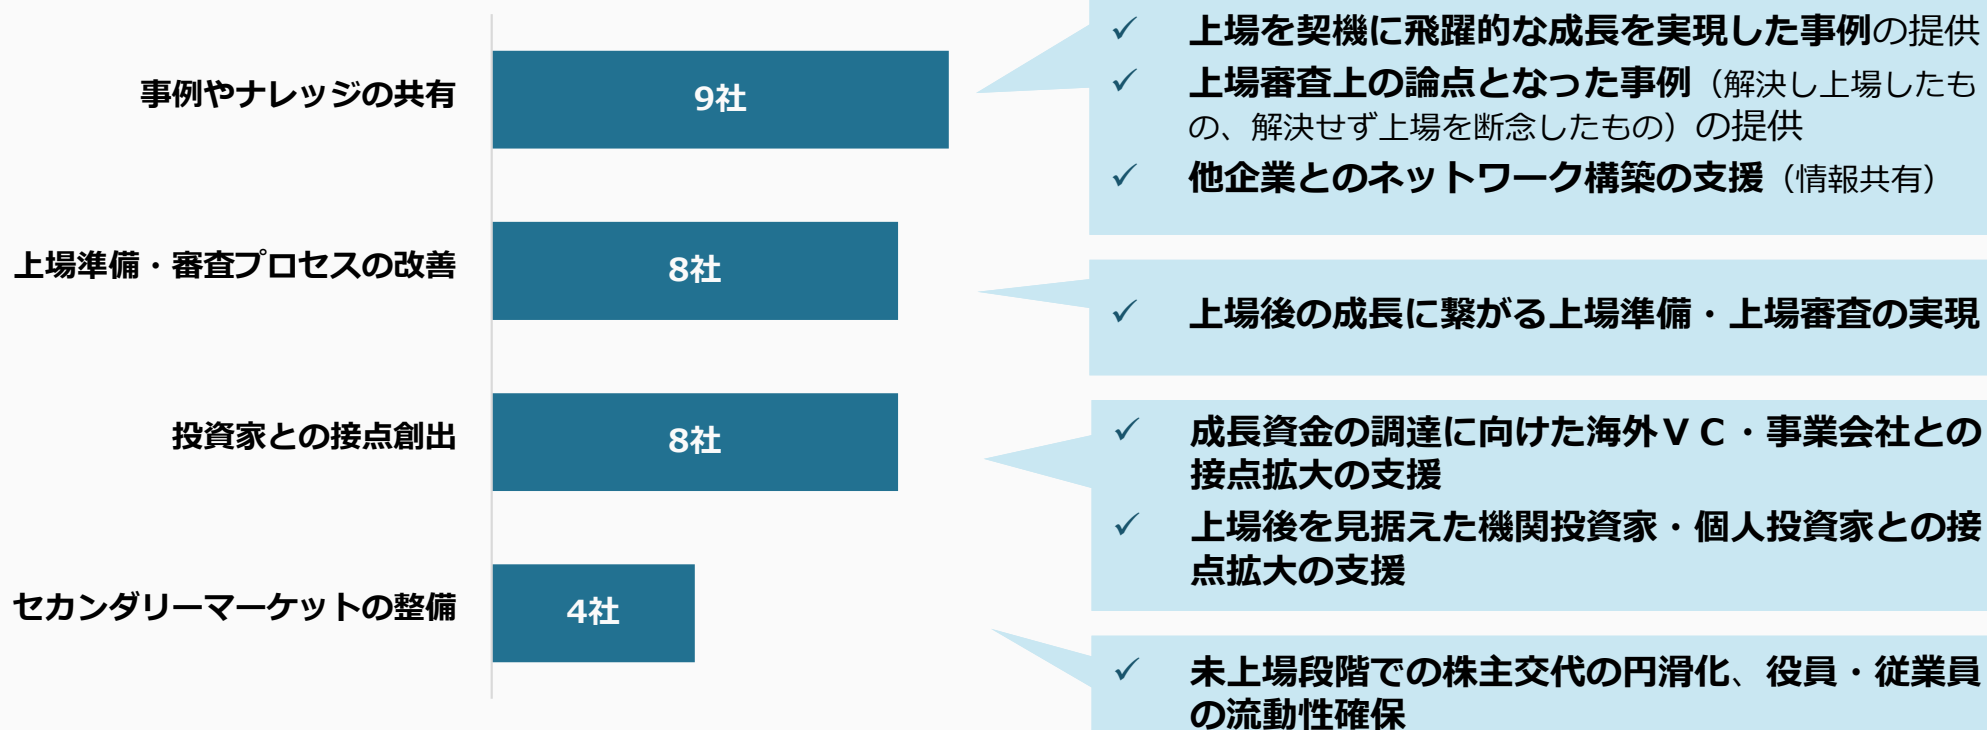 事例やナレッジの共有
9社
✓ 上場を契機に飛躍的な成長を実現した事例の提供
✓ 上場審査上の論点となった事例（解決し上場したも
の、解決せず上場を断念したもの）の提供
✓ 他企業とのネットワーク構築の支援（情報共有）
上場準備・審査プロセスの改善
8社
✓ 上場後の成長に繋がる上場準備・上場審査の実現
投資家との接点創出
8社
✓ 成長資金の調達に向けた海外ＶＣ・事業会社との
接点拡大の支援
✓ 上場後を見据えた機関投資家・個人投資家との接
点拡大の支援
セカンダリーマーケットの整備
4社
✓ 未上場段階での株主交代の円滑化、役員・従業員
の流動性確保